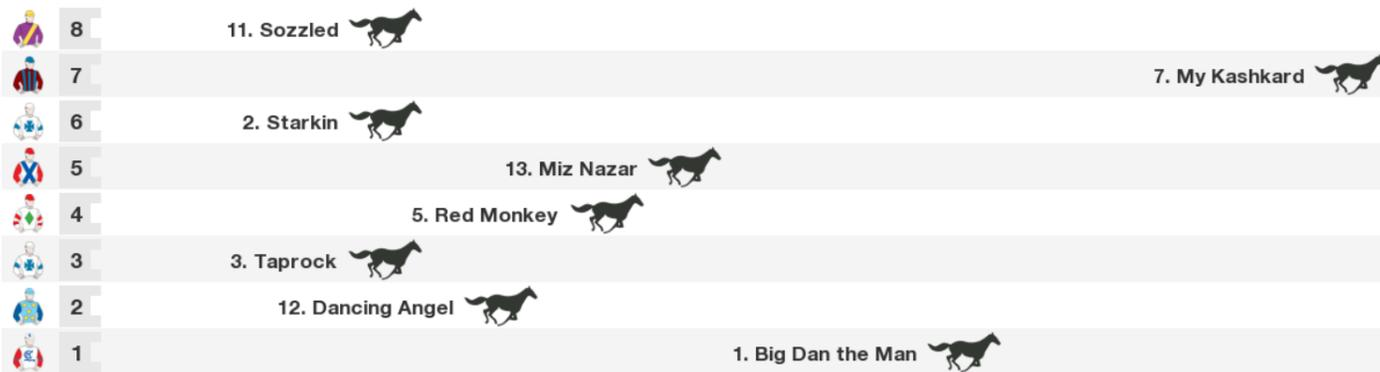 8 11. Sozzled
7 7. My Kashkard
6 2. Starkin
5 13. Miz Nazar
4 5. Red Monkey
3 3. Taprock
2 12. Dancing Angel
1 1. Big Dan the Man